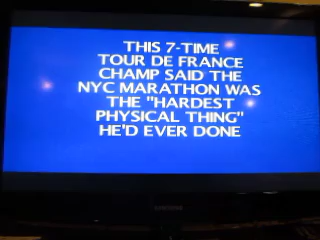 THIS 7-TIME
TOUR DE FRANCE
CHAMP SAID THE
NYC MARATHON WAS
THE "HARDEST
PHYSICAL THING"
HE'D EVER DONE
SAMSUNG